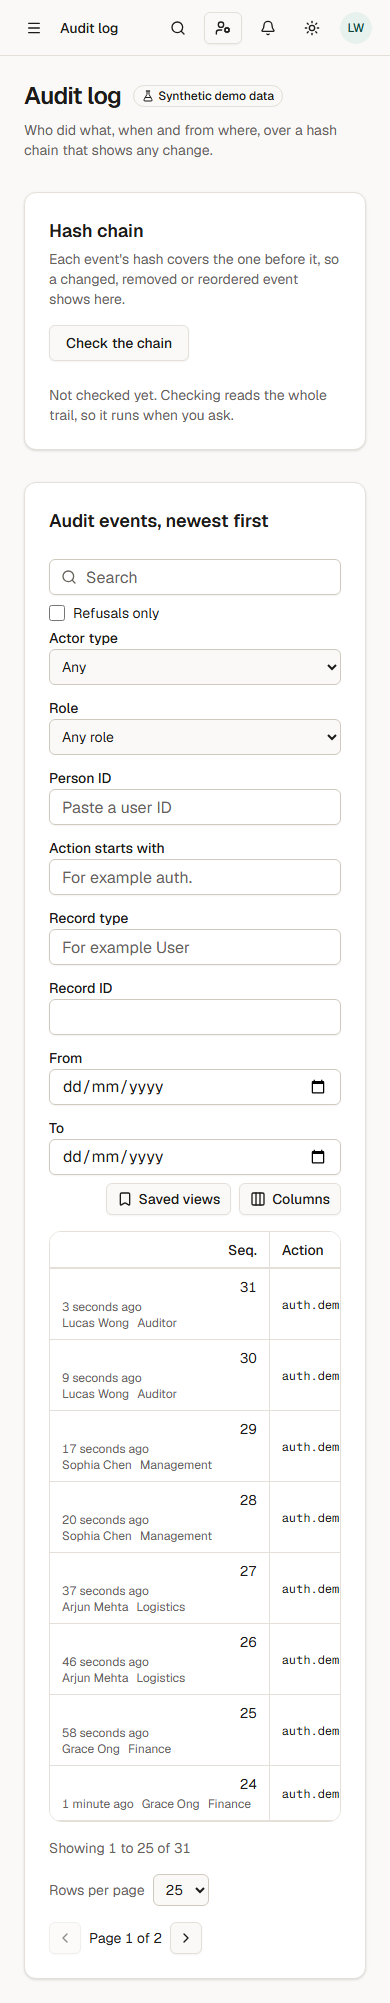 Audit log
LW
Audit log
Synthetic demo data
Who did what, when and from where, over a hash
chain that shows any change.
Hash chain
Each event's hash covers the one before it, so
a changed, removed or reordered event
shows here.
Check the chain
Not checked yet. Checking reads the whole
trail, so it runs when you ask.
Audit events, newest first
Search
Refusals only
Actor type
Any
Role
Any role
Person ID
Paste a user ID
Action starts with
For example auth.
Record type
For example User
Record ID
From
dd/mm/yyyy
To
dd/mm/yyyy
Saved views
Columns
Seq. Action
31
3 seconds ago
Lucas Wong Auditor
auth.dem
30
9 seconds ago
Lucas Wong Auditor
auth.dem
29
17 seconds ago
Sophia Chen Management
auth.dem
28
20 seconds ago
Sophia Chen Management
auth.dem
27
37 seconds ago
Arjun Mehta Logistics
auth.dem
26
46 seconds ago
Arjun Mehta Logistics
auth.dem
25
58 seconds ago
Grace Ong Finance
auth.dem
24
1 minute ago Grace Ong Finance
auth.dem
Showing 1 to 25 of 31
Rows per page 25
Page 1 of 2